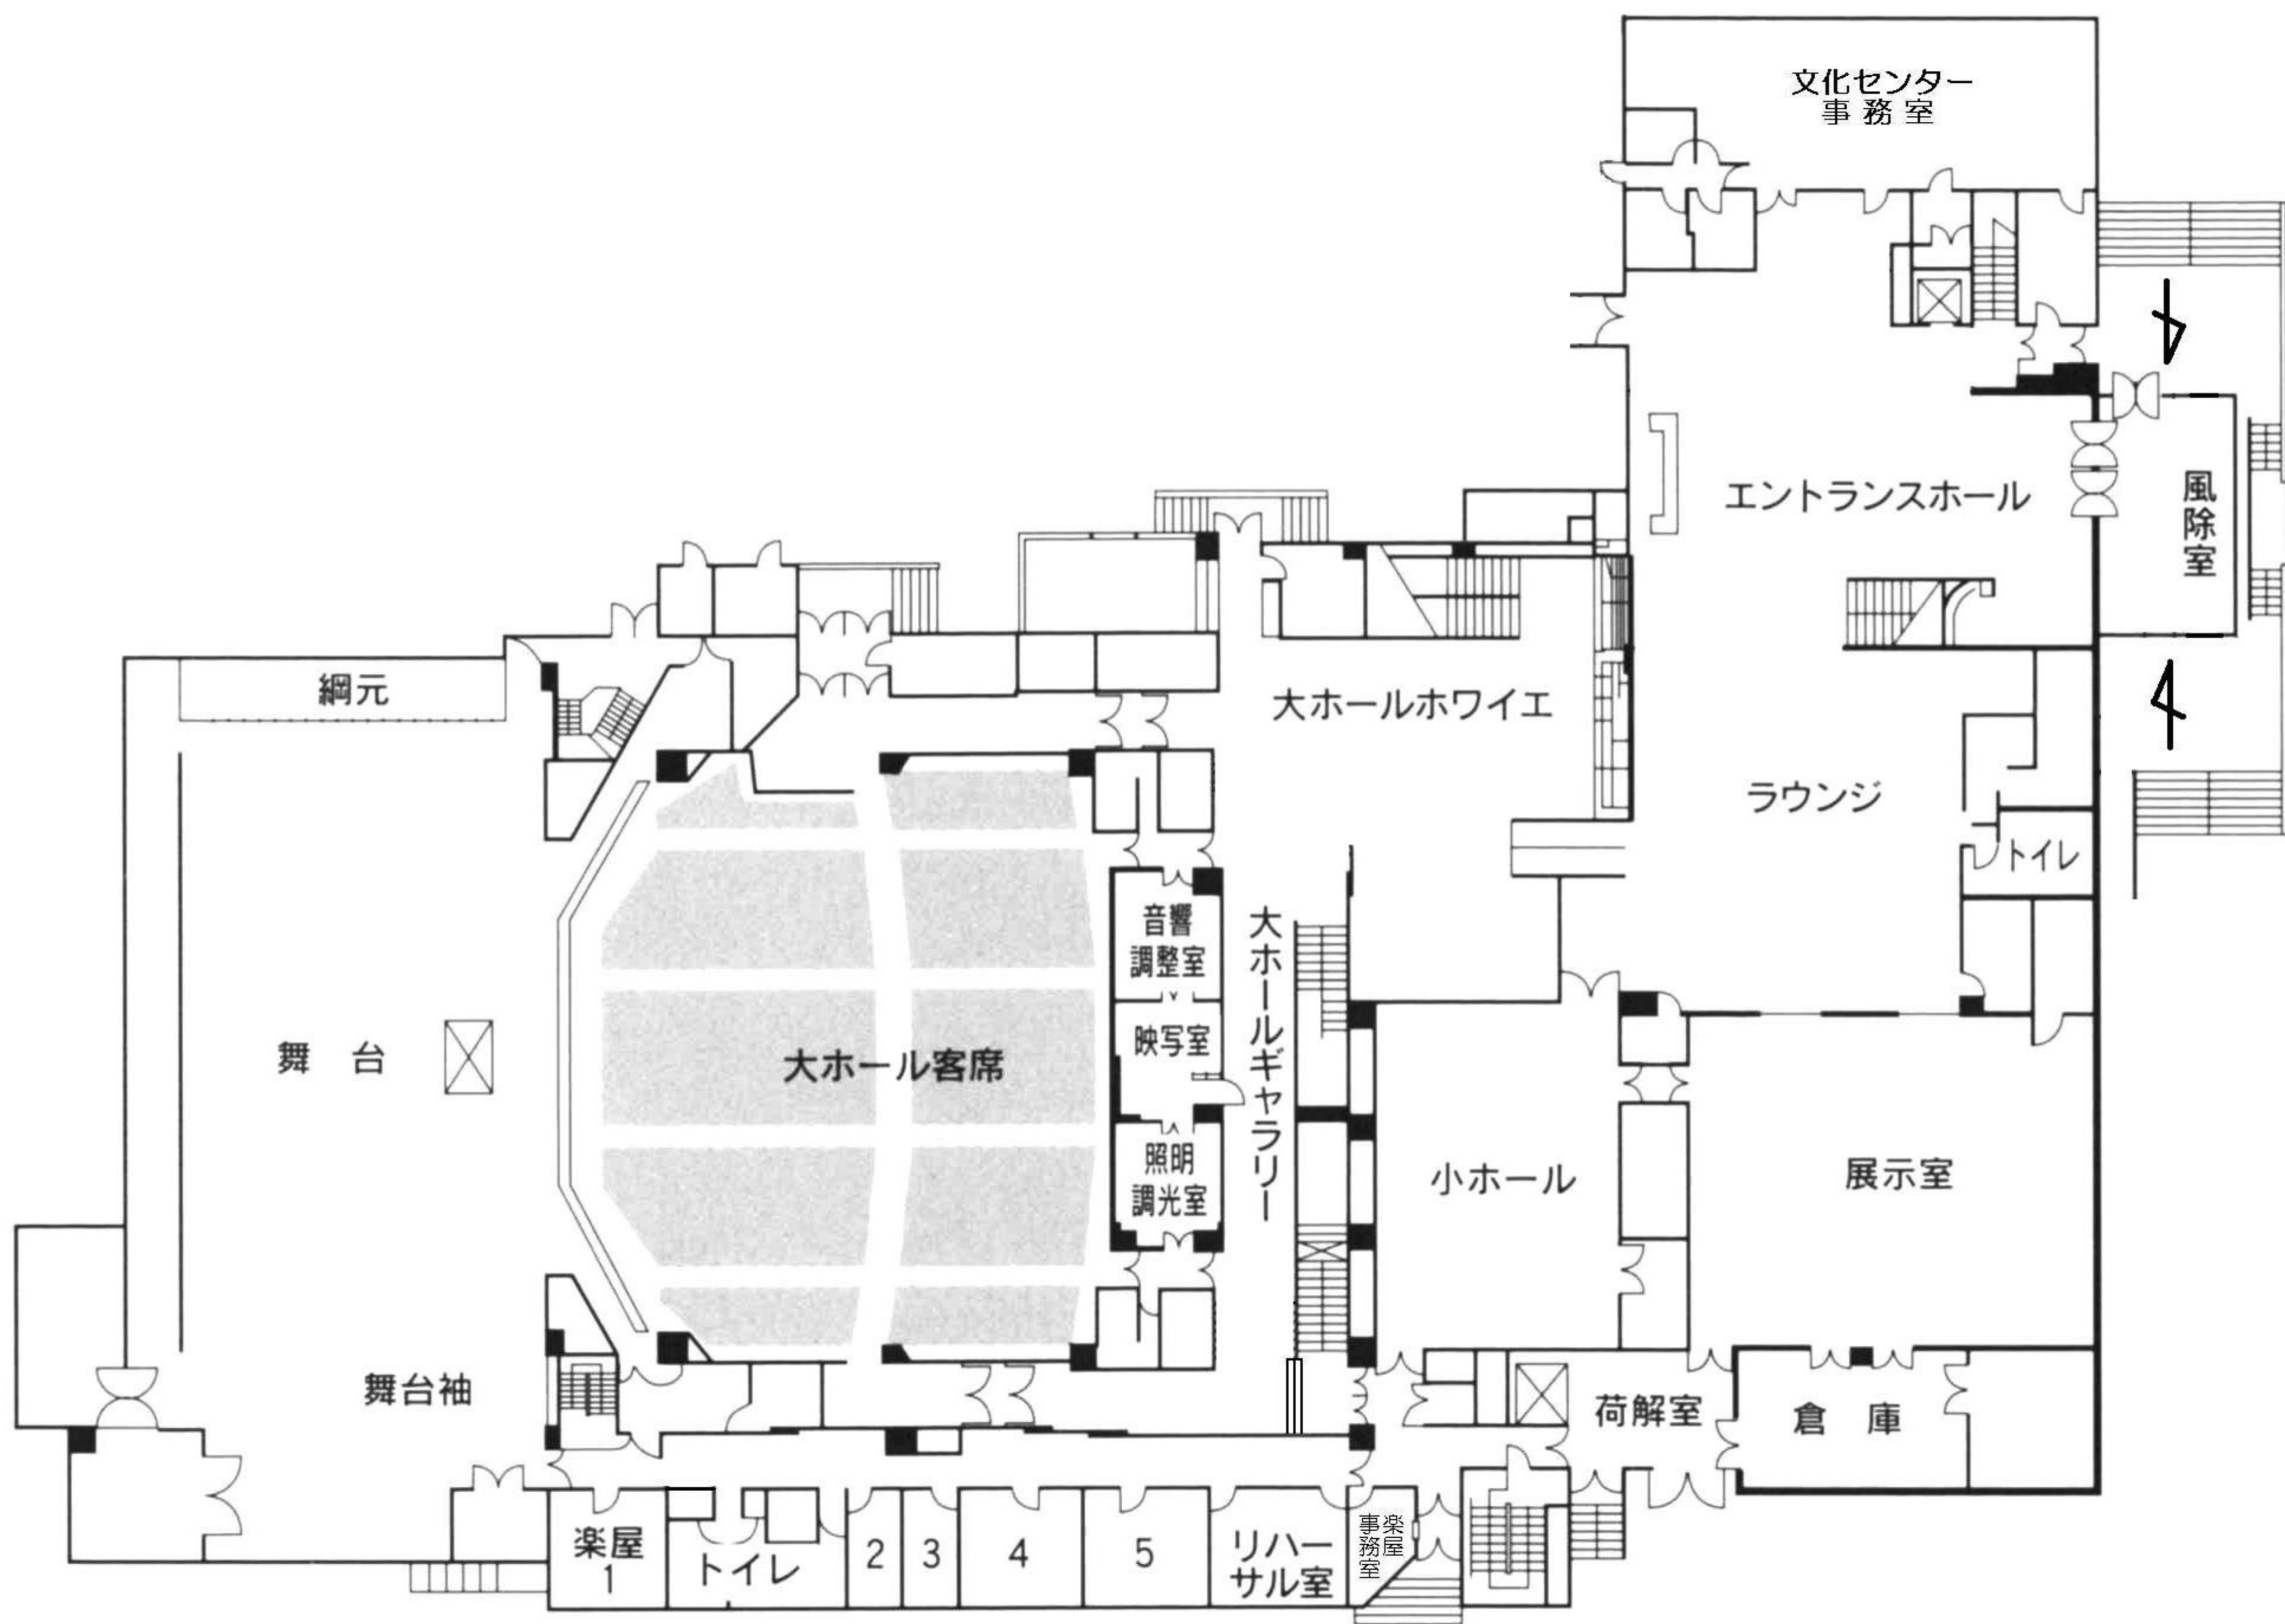 文化センター
事務室
エントランスホール
風除室
綱元
大ホールホワイエ
ラウンジ
トイレ
音響
調整室
大ホールギャラリー
舞 台
大ホール客席
映写室
照明
調光室
小ホール
展示室
舞台袖
荷解室
倉 庫
楽屋
1
トイレ
2
3
4
5
リハー
サル室
楽屋
事務室